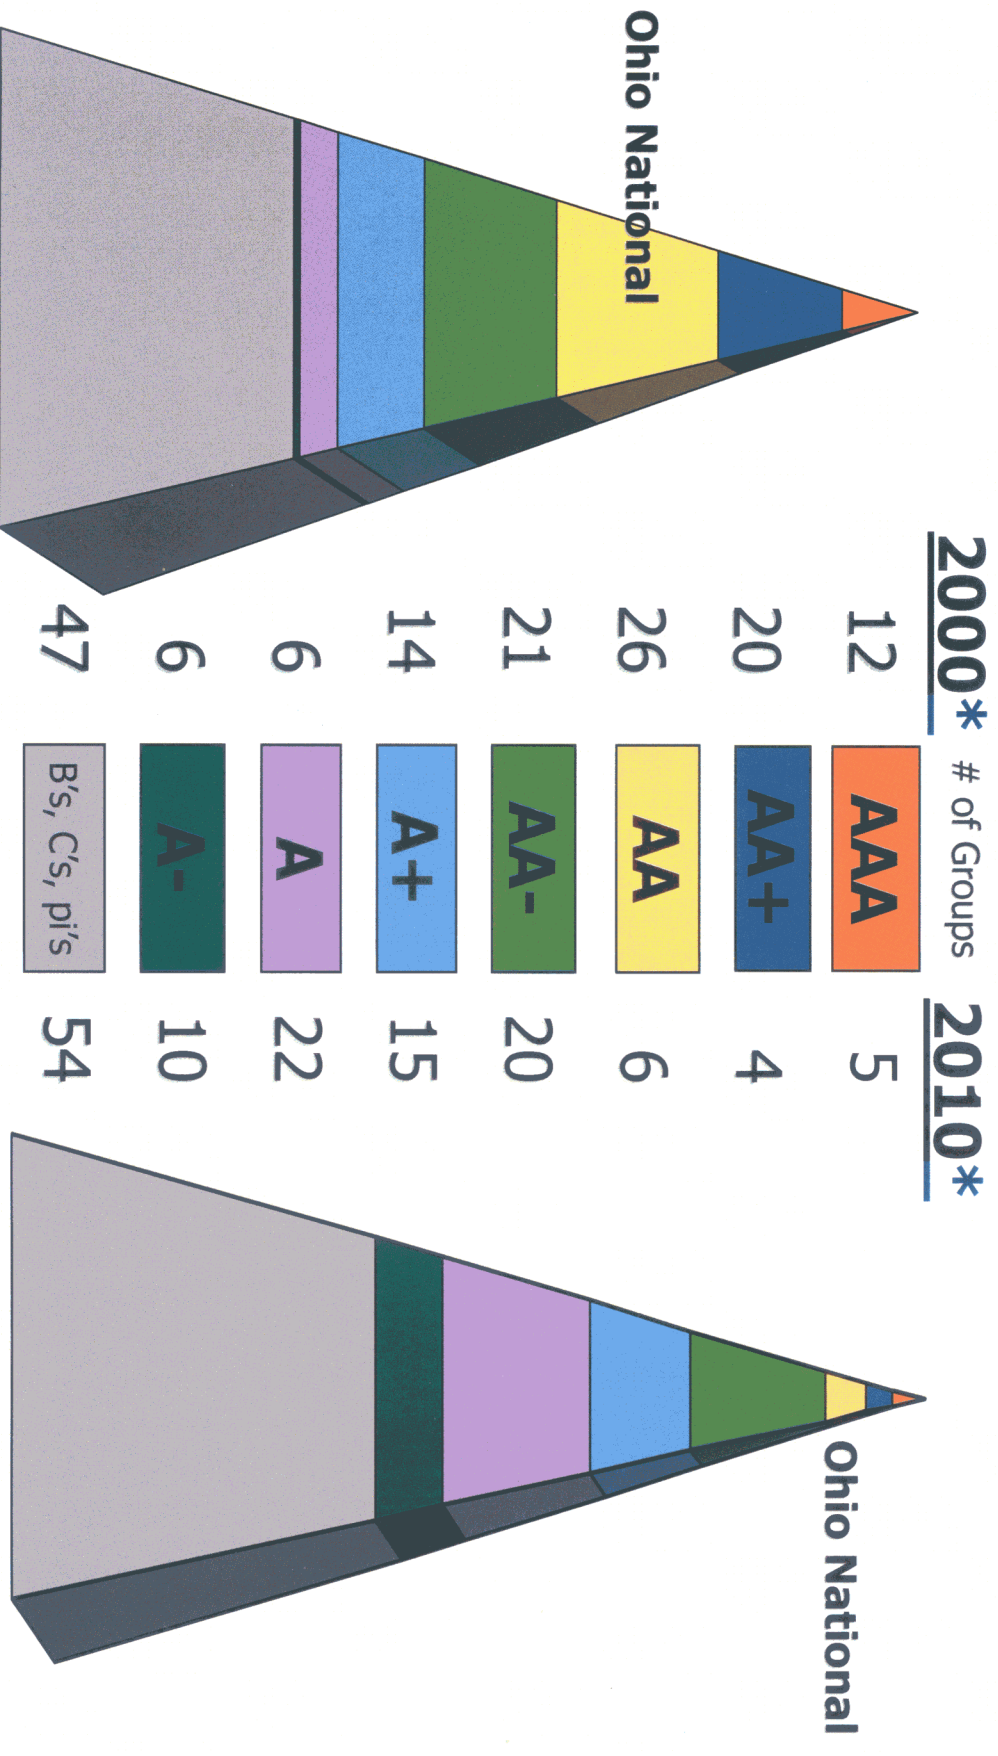 2000* # of Groups 2010*
12 AAA 5
Ohio National
20 AA+ 4
26 AA 6
Ohio National
21 AA- 20
14 A+ 15
6 A 22
6 A- 10
47 B's, C's, pi's 54